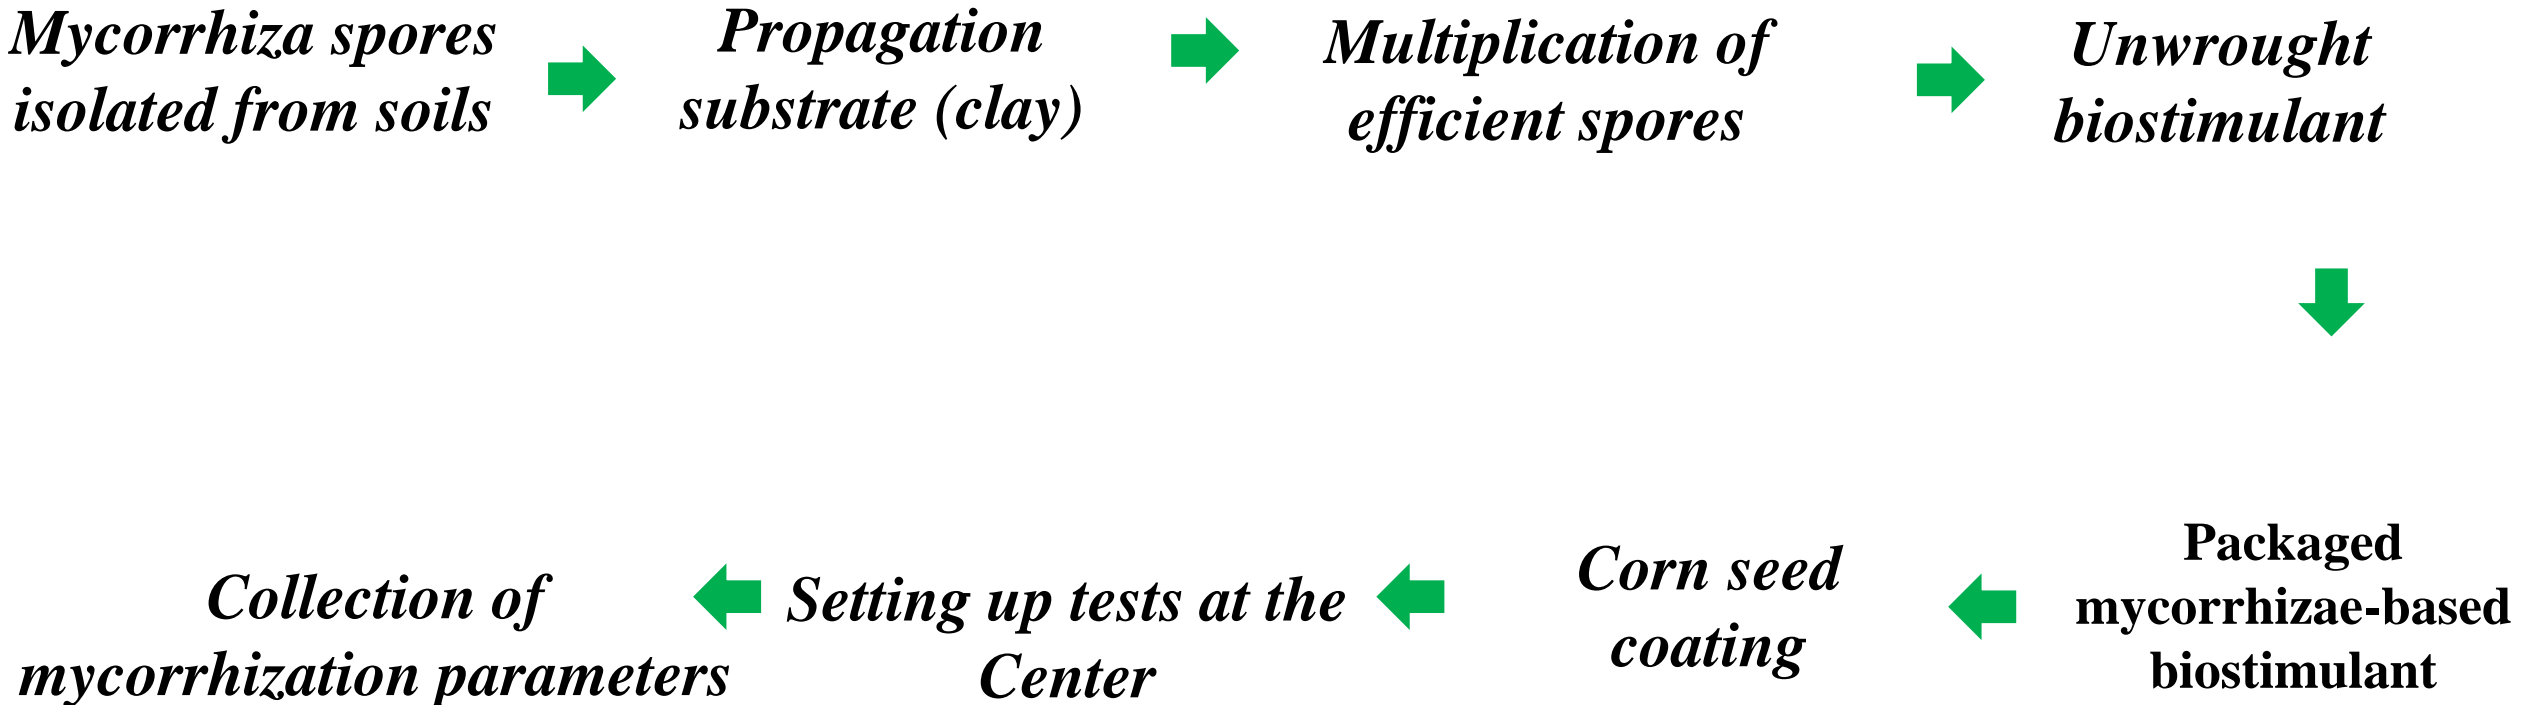 Mycorrhiza spores
isolated from soils
Propagation
substrate (clay)
Multiplication of
efficient spores
Unwrought
biostimulant
Packaged
mycorrhizae-based
biostimulant
Corn seed
coating
Setting up tests at the
Center
Collection of
mycorrhization parameters